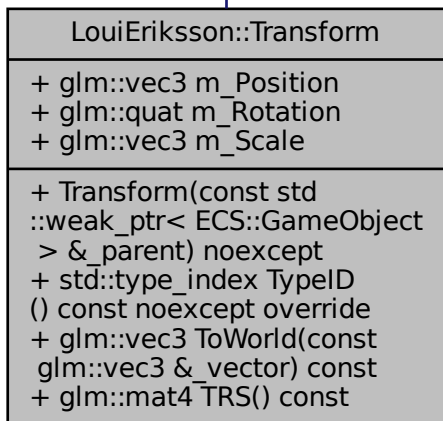 LouiEriksson::Transform
+ glm::vec3 m_Position
+ glm::quat m_Rotation
+ glm::vec3 m_Scale
+ Transform(const std
::weak_ptr< ECS::GameObject
> &_parent) noexcept
+ std::type_index TypeID
() const noexcept override
+ glm::vec3 ToWorld(const
glm::vec3 &_vector) const
+ glm::mat4 TRS() const